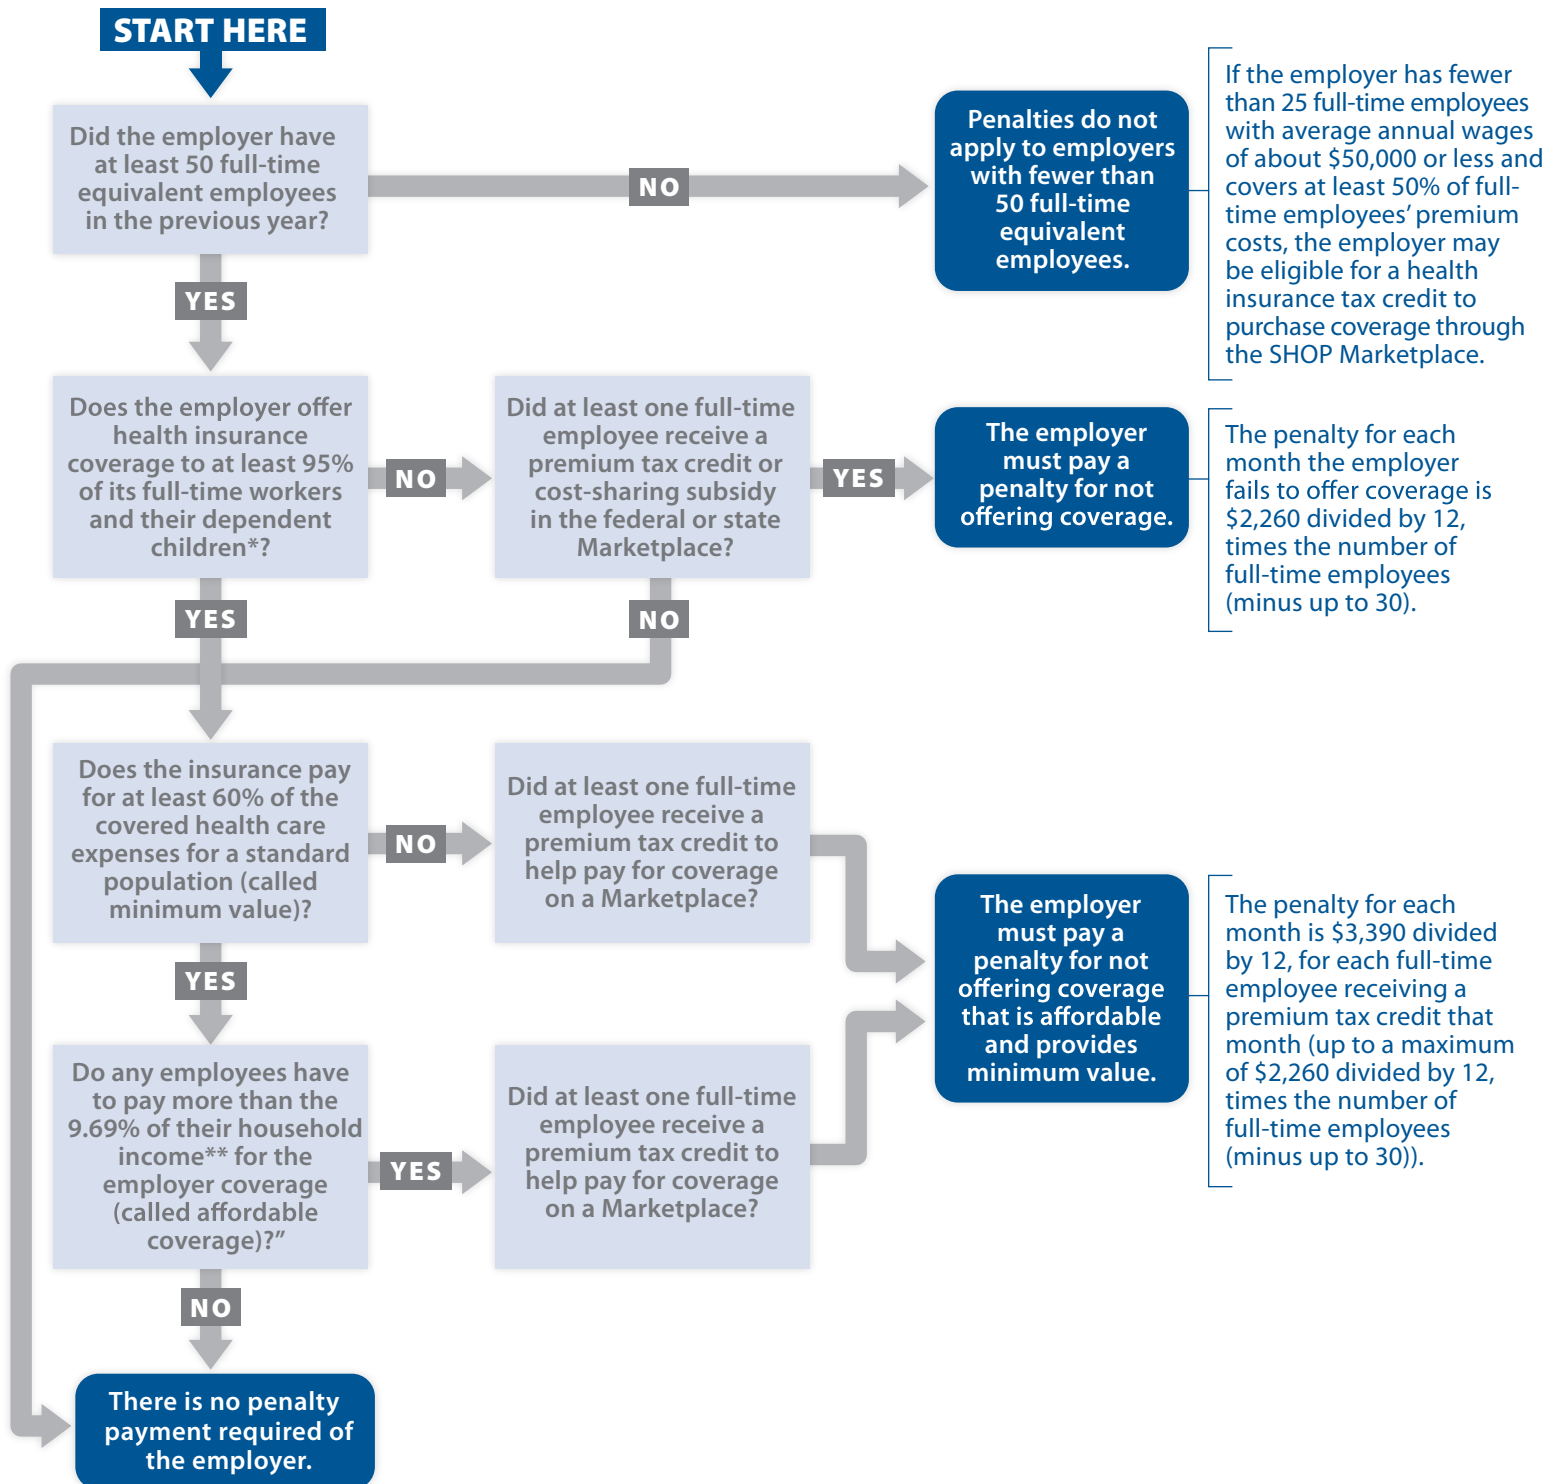 START HERE
Did the employer have
at least 50 full-time
equivalent employees
in the previous year?
NO
Penalties do not
apply to employers
with fewer than
50 full-time
equivalent
employees.
If the employer has fewer
than 25 full-time employees
with average annual wages
of about $50,000 or less and
covers at least 50% of full-
time employees’ premium
costs, the employer may
be eligible for a health
insurance tax credit to
purchase coverage through
the SHOP Marketplace.
YES
Does the employer offer
health insurance
coverage to at least 95%
of its full-time workers
and their dependent
children*?
NO
Did at least one full-time
employee receive a
premium tax credit or
cost-sharing subsidy
in the federal or state
Marketplace?
YES
The employer
must pay a
penalty for not
offering coverage.
The penalty for each
month the employer
fails to offer coverage is
$2,260 divided by 12,
times the number of
full-time employees
(minus up to 30).
YES
NO
Does the insurance pay
for at least 60% of the
covered health care
expenses for a standard
population (called
minimum value)?
NO
Did at least one full-time
employee receive a
premium tax credit to
help pay for coverage
on a Marketplace?
The employer
must pay a
penalty for not
offering coverage
that is affordable
and provides
minimum value.
The penalty for each
month is $3,390 divided
by 12, for each full-time
employee receiving a
premium tax credit that
month (up to a maximum
of $2,260 divided by 12,
times the number of
full-time employees
(minus up to 30)).
YES
Do any employees have
to pay more than the
9.69% of their household
income** for the
employer coverage
(called affordable
coverage)?”
YES
Did at least one full-time
employee receive a
premium tax credit to
help pay for coverage
on a Marketplace?
NO
There is no penalty
payment required of
the employer.